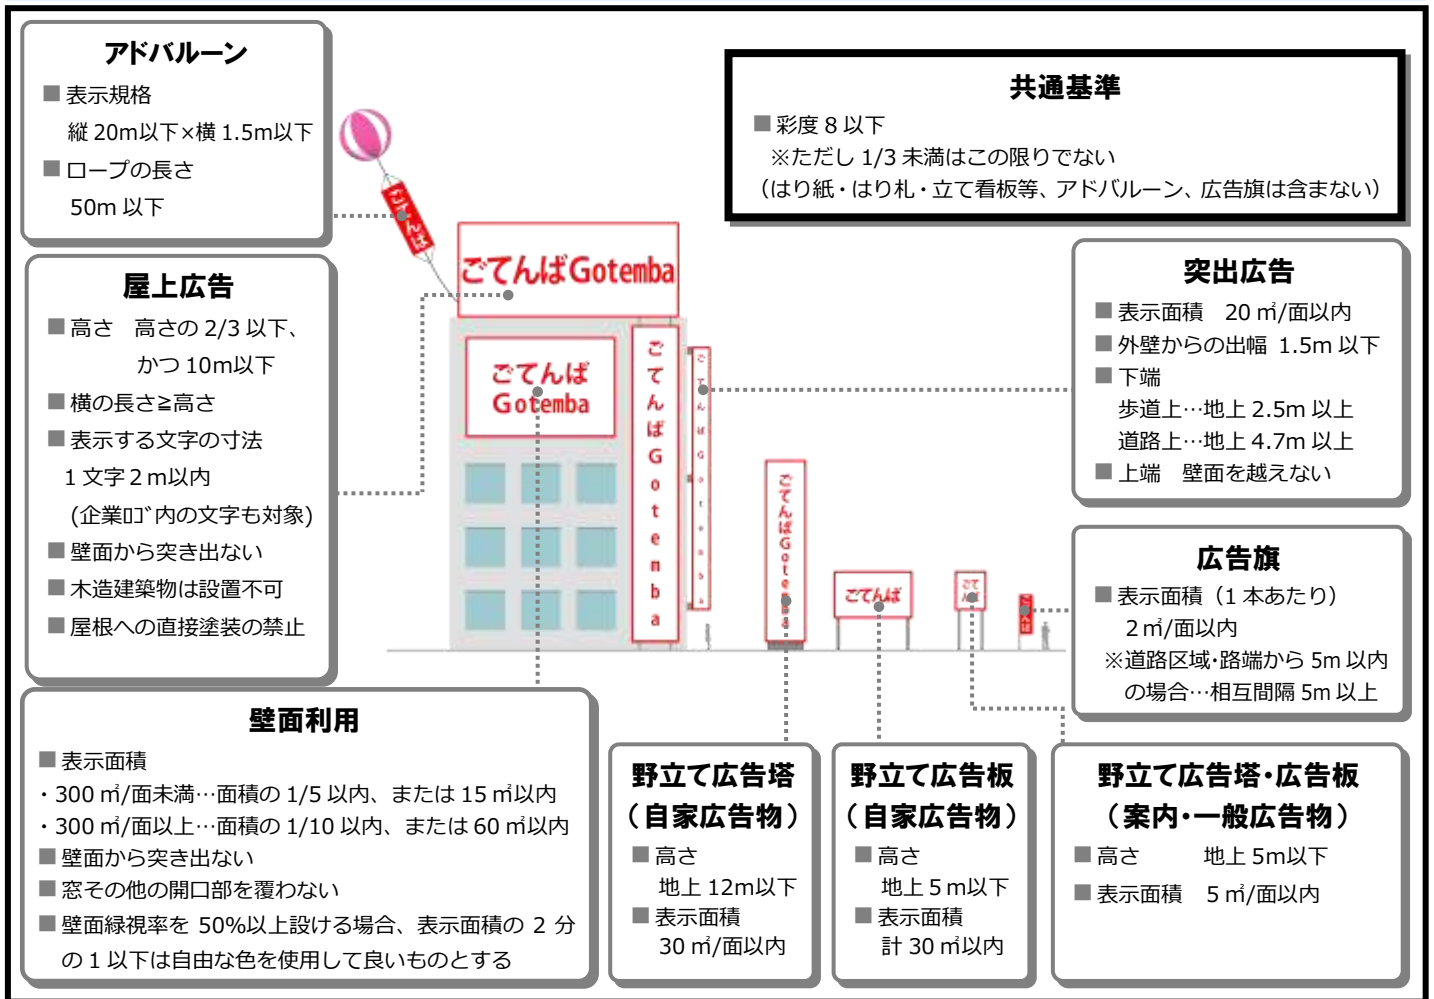 アドバルーン
■ 表示規格
縦 20m以下×横 1.5m以下
■ ロープの長さ
50m 以下
共通基準
■ 彩度 8 以下
※ただし 1/3 未満はこの限りでない
（はり紙・はり札・立て看板等、アドバルーン、広告旗は含まない）
屋上広告
■ 高さ　高さの 2/3 以下、
かつ 10m以下
■ 横の長さ≧高さ
■ 表示する文字の寸法
1 文字 2 m以内
(企業ﾛｺﾞ内の文字も対象)
■ 壁面から突き出ない
■ 木造建築物は設置不可
■ 屋根への直接塗装の禁止
突出広告
■ 表示面積　20 ㎡/面以内
■ 外壁からの出幅 1.5m 以下
■ 下端
歩道上…地上 2.5m 以上
道路上…地上 4.7m 以上
■ 上端　壁面を越えない
広告旗
■ 表示面積（1 本あたり）
2 ㎡/面以内
※道路区域・路端から 5m 以内
の場合…相互間隔 5m 以上
ごてんば
ごてんばGotemba
ごてんば
Gotemba
ごてんばGotemba
ごてんばGotemba
ごてんばGotem
ごてんば
ごて
んば
ごてんば
壁面利用
■ 表示面積
・300 ㎡/面未満…面積の 1/5 以内、または 15 ㎡以内
・300 ㎡/面以上…面積の 1/10 以内、または 60 ㎡以内
■ 壁面から突き出ない
■ 窓その他の開口部を覆わない
■ 壁面緑視率を 50%以上設ける場合、表示面積の 2 分
の 1 以下は自由な色を使用して良いものとする
野立て広告塔
（自家広告物）
■ 高さ
地上 12m以下
■ 表示面積
30 ㎡/面以内
野立て広告板
（自家広告物）
■ 高さ
地上 5 m以下
■ 表示面積
計 30 ㎡以内
野立て広告塔・広告板
（案内・一般広告物）
■ 高さ　地上 5m以下
■ 表示面積　5 ㎡/面以内